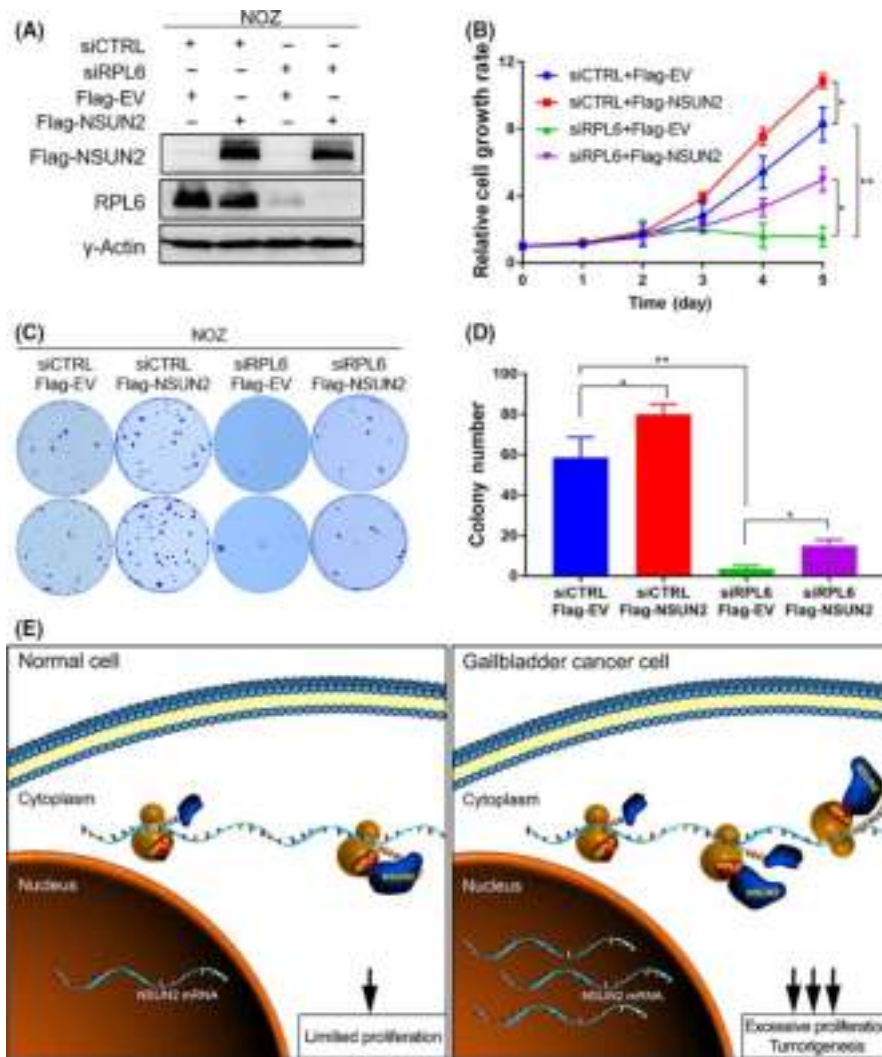 (A)
NOZ
siCTRL + + – –
siRPL6 – – + +
Flag-EV + – + –
Flag-NSUN2 – + – +
Flag-NSUN2
RPL6
γ-Actin
(B)
Relative cell growth rate
12
8
4
0
siCTRL+Flag-EV
siCTRL+Flag-NSUN2
siRPL6+Flag-EV
siRPL6+Flag-NSUN2
*
**
*
0 1 2 3 4 5
Time (day)
(C)
NOZ
siCTRL siCTRL siRPL6 siRPL6
Flag-EV Flag-NSUN2 Flag-EV Flag-NSUN2
(D)
Colony number
100
80
60
40
20
0
**
*
*
siCTRL siCTRL siRPL6 siRPL6
Flag-EV Flag-NSUN2 Flag-EV Flag-NSUN2
(E)
Normal cell
Cytoplasm
Nucleus
NSUN2 mRNA
Limited proliferation
Gallbladder cancer cell
Cytoplasm
NSUN2
Nucleus
NSUN2 mRNA
Excessive proliferation
Tumorigenesis